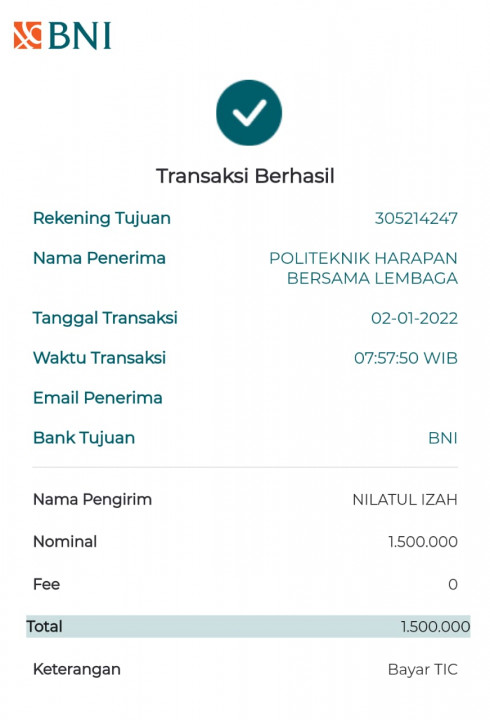 BNI
Transaksi Berhasil
Rekening Tujuan 305214247
Nama Penerima POLITEKNIK HARAPAN
BERSAMA LEMBAGA
Tanggal Transaksi 02-01-2022
Waktu Transaksi 07:57:50 WIB
Email Penerima
Bank Tujuan BNI
Nama Pengirim NILATUL IZAH
Nominal 1.500.000
Fee 0
Total 1.500.000
Keterangan Bayar TIC